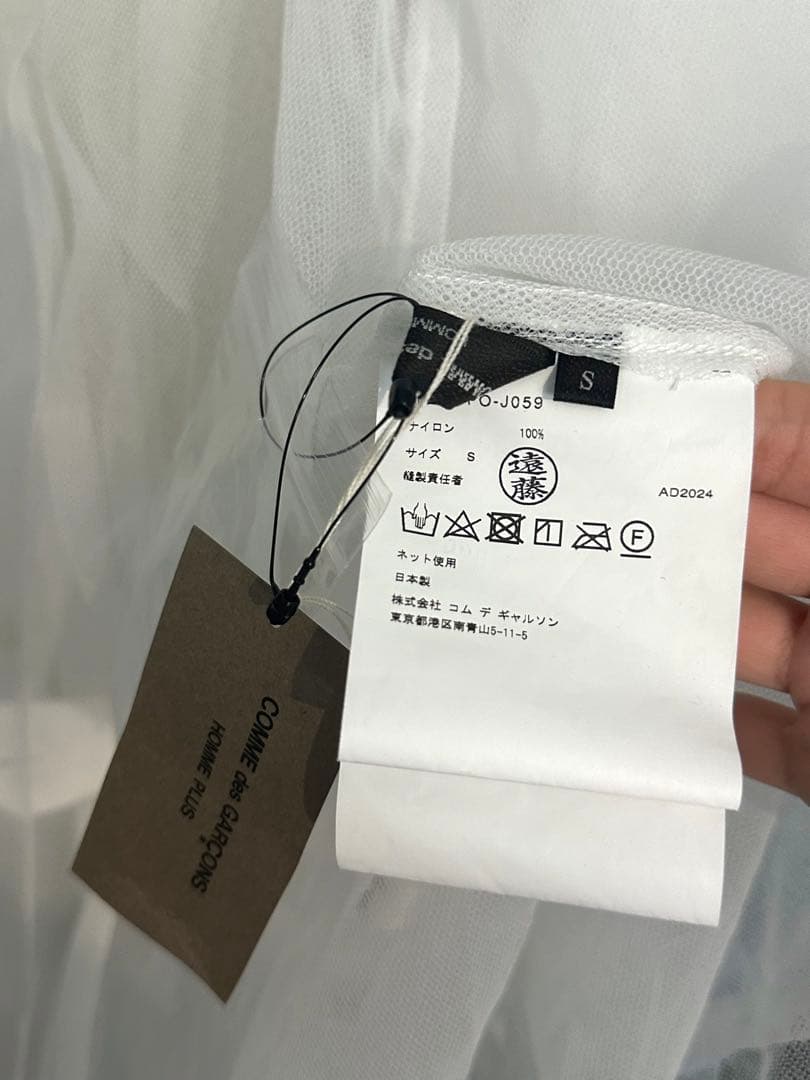 S
O-J059
ナイロン 100%
サイズ S
縫製責任者
遠藤
AD2024
F
ネット使用
日本製
株式会社 コム デ ギャルソン
東京都港区南青山5-11-5
COMME des GARÇONS
HOMME PLUS